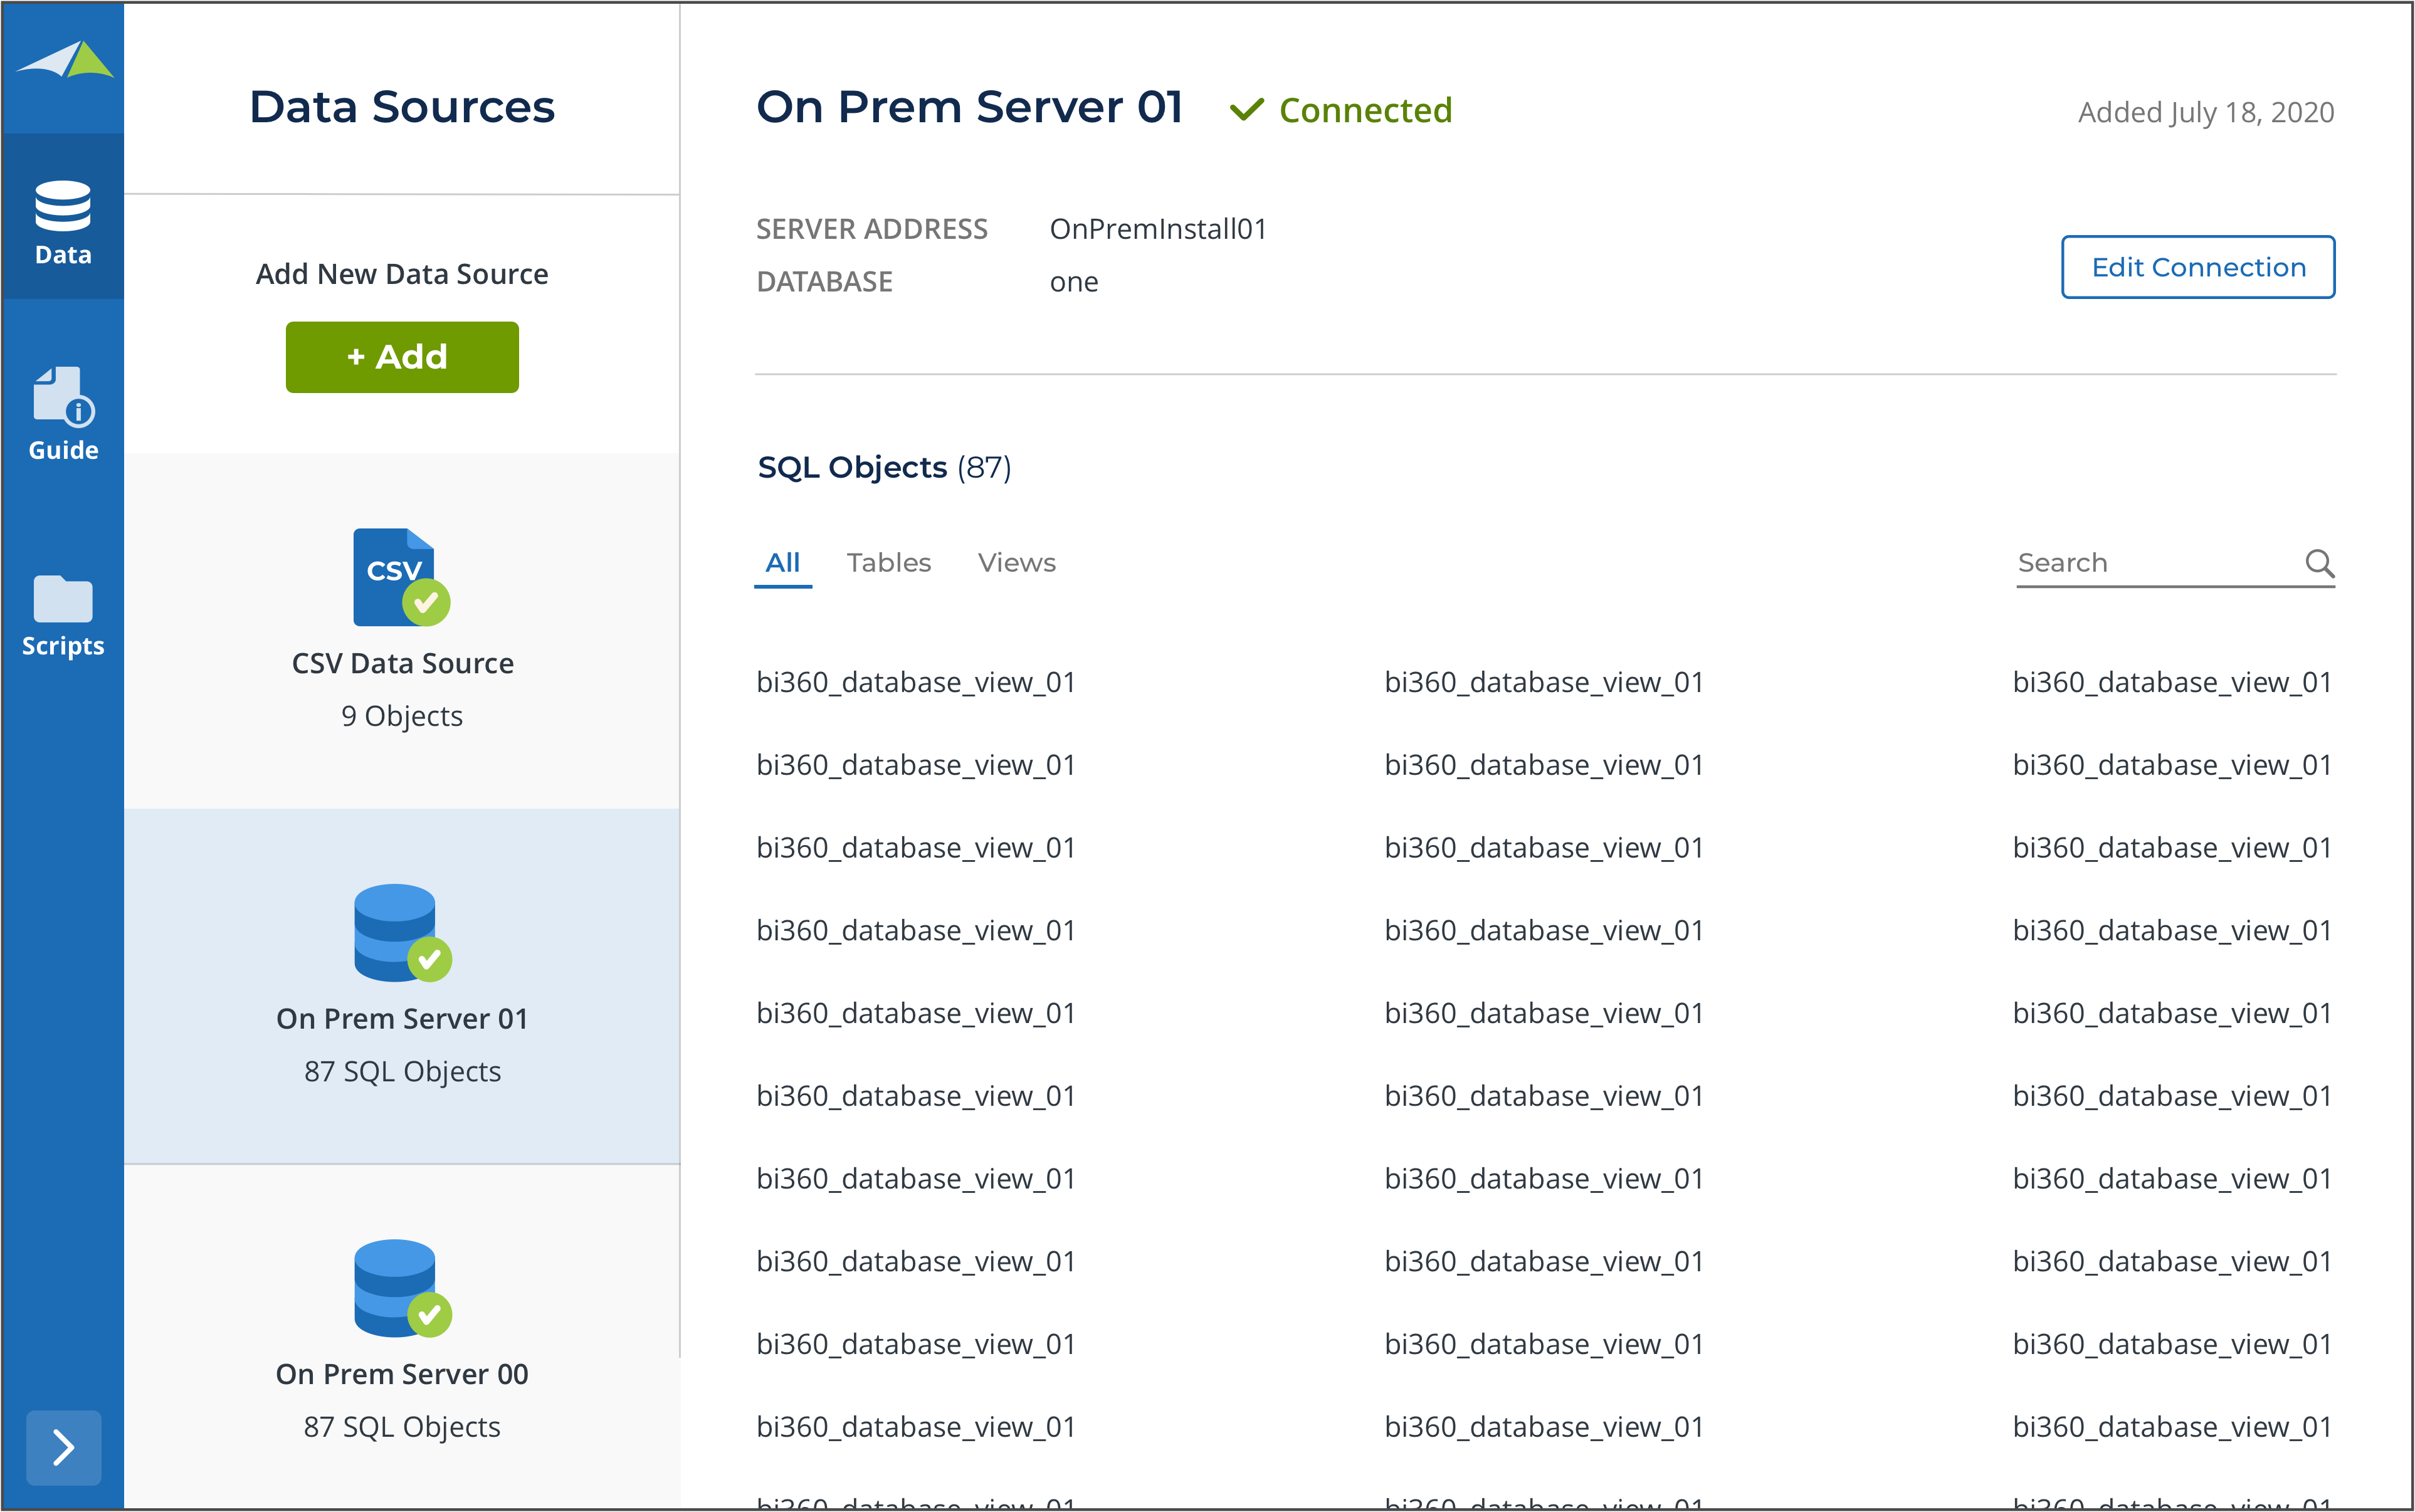 Data
Guide
Scripts
Data Sources
Add New Data Source
+ Add
CSV
CSV Data Source
9 Objects
On Prem Server 01
87 SQL Objects
On Prem Server 00
87 SQL Objects
On Prem Server 01 Connected Added July 18, 2020
SERVER ADDRESS OnPremInstall01
DATABASE one
Edit Connection
SQL Objects (87)
All Tables Views Search
bi360_database_view_01 bi360_database_view_01 bi360_database_view_01
bi360_database_view_01 bi360_database_view_01 bi360_database_view_01
bi360_database_view_01 bi360_database_view_01 bi360_database_view_01
bi360_database_view_01 bi360_database_view_01 bi360_database_view_01
bi360_database_view_01 bi360_database_view_01 bi360_database_view_01
bi360_database_view_01 bi360_database_view_01 bi360_database_view_01
bi360_database_view_01 bi360_database_view_01 bi360_database_view_01
bi360_database_view_01 bi360_database_view_01 bi360_database_view_01
bi360_database_view_01 bi360_database_view_01 bi360_database_view_01
bi360_database_view_01 bi360_database_view_01 bi360_database_view_01
bi360_database_view_01 bi360_database_view_01 bi360_database_view_01